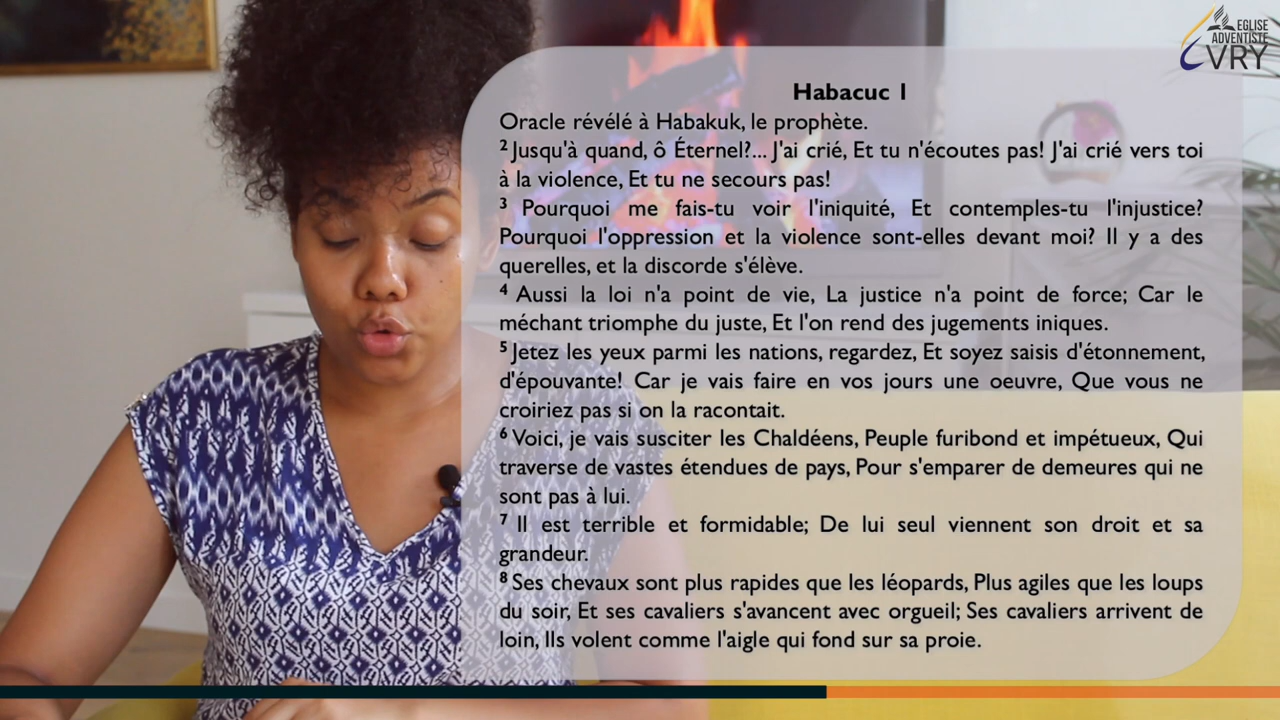 EGLISE
ADVENTISTE
VRY
Habacuc 1
Oracle révélé à Habakuk, le prophète.
2 Jusqu'à quand, ô Éternel?... J'ai crié, Et tu n'écoutes pas! J'ai crié vers toi
à la violence, Et tu ne secours pas!
3 Pourquoi me fais-tu voir l'iniquité, Et contemples-tu l'injustice?
Pourquoi l'oppression et la violence sont-elles devant moi? Il y a des
querelles, et la discorde s'élève.
4 Aussi la loi n'a point de vie, La justice n'a point de force; Car le
méchant triomphe du juste, Et l'on rend des jugements iniques.
5 Jetez les yeux parmi les nations, regardez, Et soyez saisis d'étonnement,
d'épouvante! Car je vais faire en vos jours une oeuvre, Que vous ne
croiriez pas si on la racontait.
6 Voici, je vais susciter les Chaldéens, Peuple furibond et impétueux, Qui
traverse de vastes étendues de pays, Pour s'emparer de demeures qui ne
sont pas à lui.
7 Il est terrible et formidable; De lui seul viennent son droit et sa
grandeur.
8 Ses chevaux sont plus rapides que les léopards, Plus agiles que les loups
du soir, Et ses cavaliers s'avancent avec orgueil; Ses cavaliers arrivent de
loin, Ils volent comme l'aigle qui fond sur sa proie.